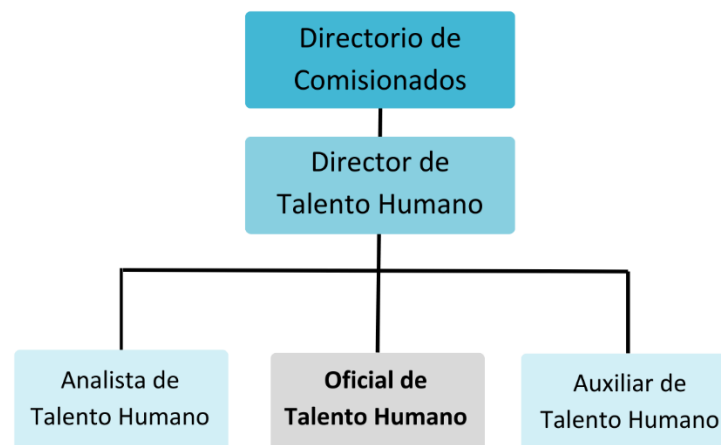 Directorio de
Comisionados
Director de
Talento Humano
Analista de
Talento Humano
Oficial de
Talento Humano
Auxiliar de
Talento Humano